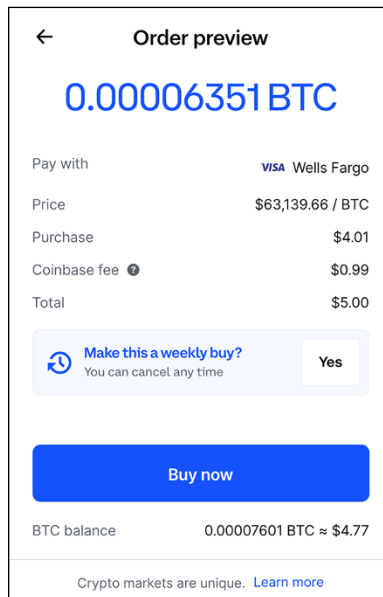 Order preview
0.00006351 BTC
Pay with VISA Wells Fargo
Price $63,139.66 / BTC
Purchase $4.01
Coinbase fee ? $0.99
Total $5.00
Make this a weekly buy?
You can cancel any time
Yes
Buy now
BTC balance 0.00007601 BTC ≈ $4.77
Crypto markets are unique. Learn more